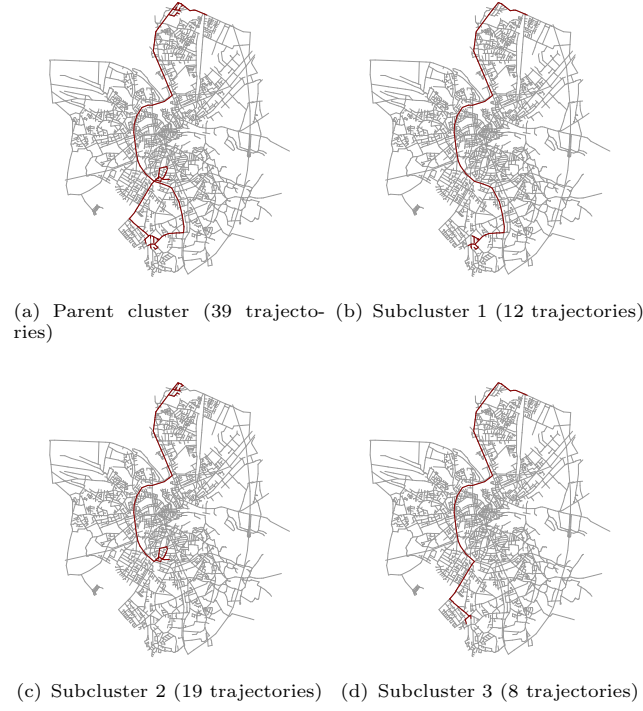 (a) Parent cluster (39 trajecto-
ries)
(b) Subcluster 1 (12 trajectories)
(c) Subcluster 2 (19 trajectories)
(d) Subcluster 3 (8 trajectories)